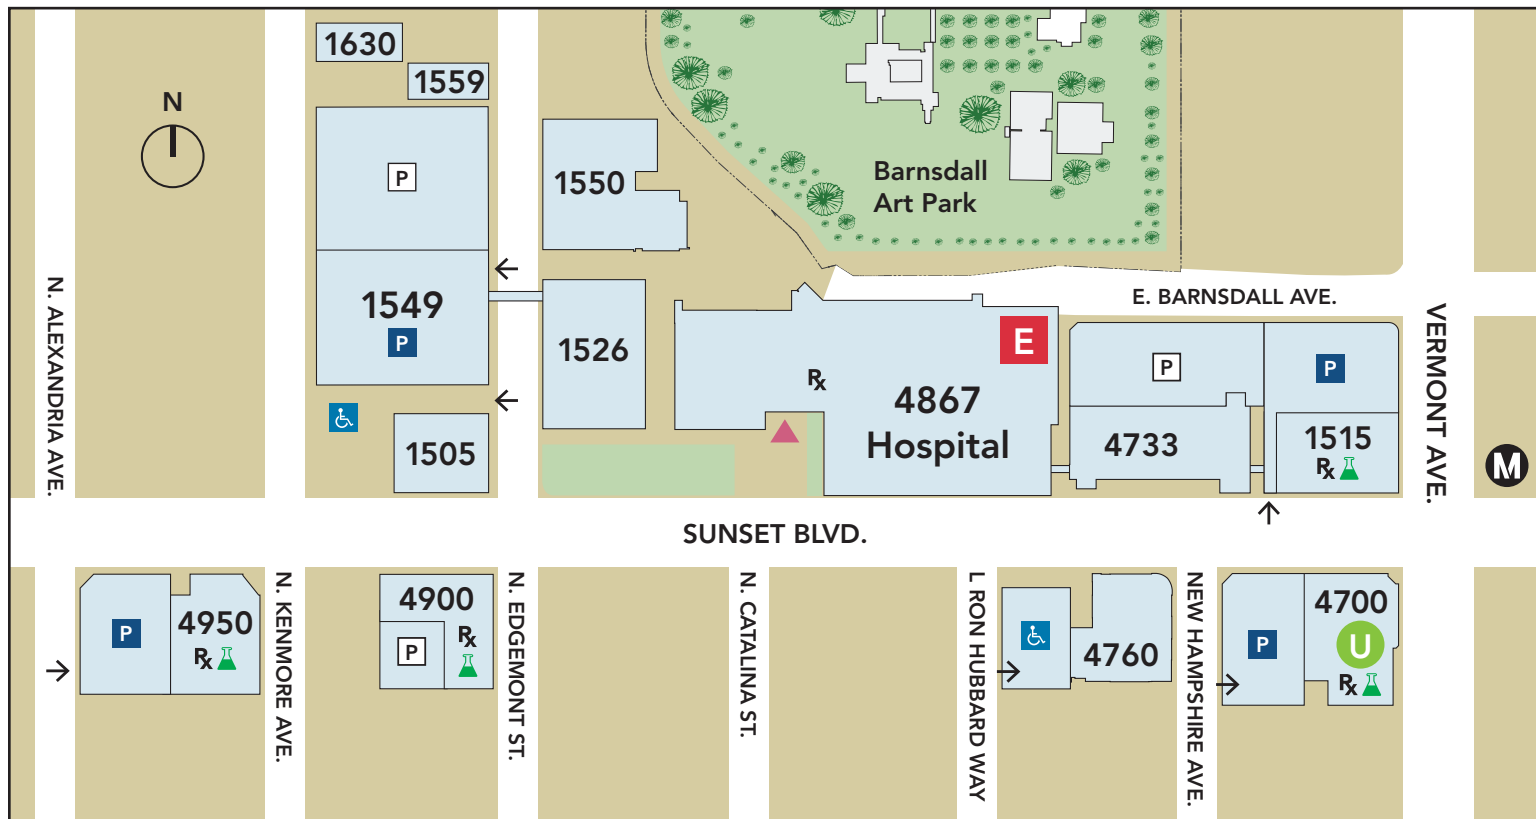 1630
1559
N
P
1550
Barnsdall
Art Park
1549
P
1526
N. ALEXANDRIA AVE.
E. BARNSDALL AVE.
VERMONT AVE.
E
P
P
Rx
4867
Hospital
1505
4733
1515
Rx
M
SUNSET BLVD.
N. KENMORE AVE.
N. EDGEMONT ST.
N. CATALINA ST.
L RON HUBBARD WAY
NEW HAMPSHIRE AVE.
P
4950
Rx
4900
Rx
P
4760
P
4700
U
Rx